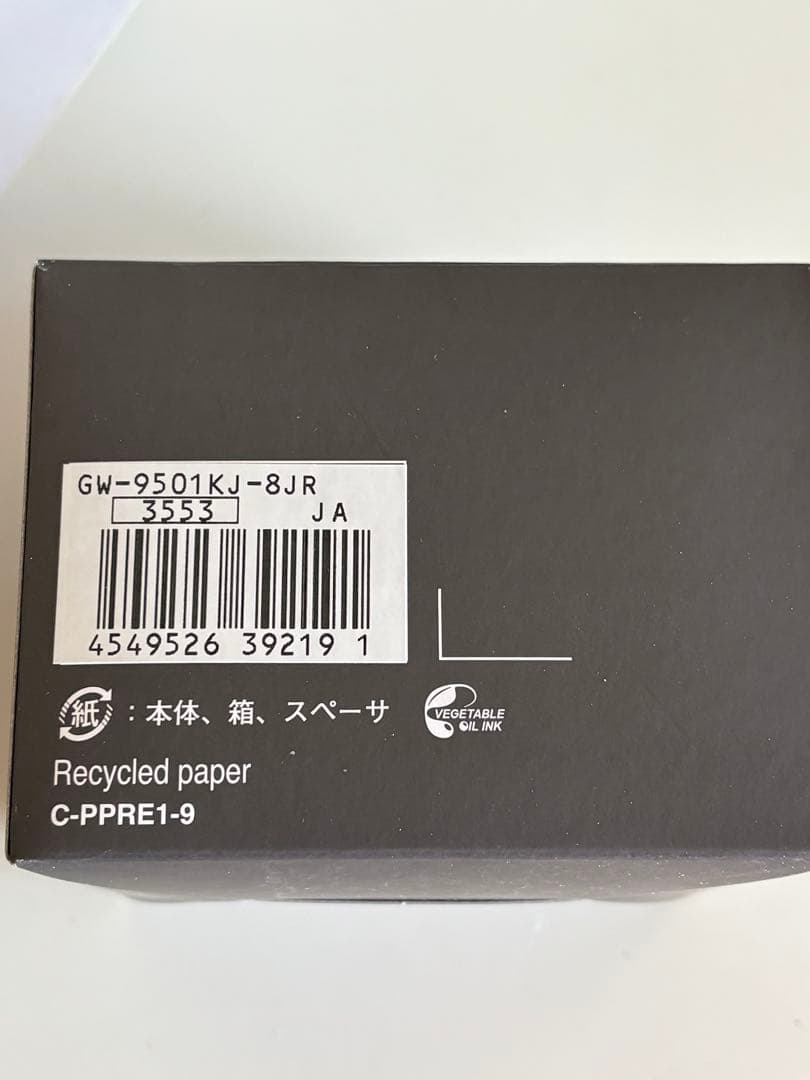 GW-9501KJ-8JR
3553 JA
4549526 39219 1
紙 : 本体、箱、スペーサ
VEGETABLE
OIL INK
Recycled paper
C-PPRE1-9